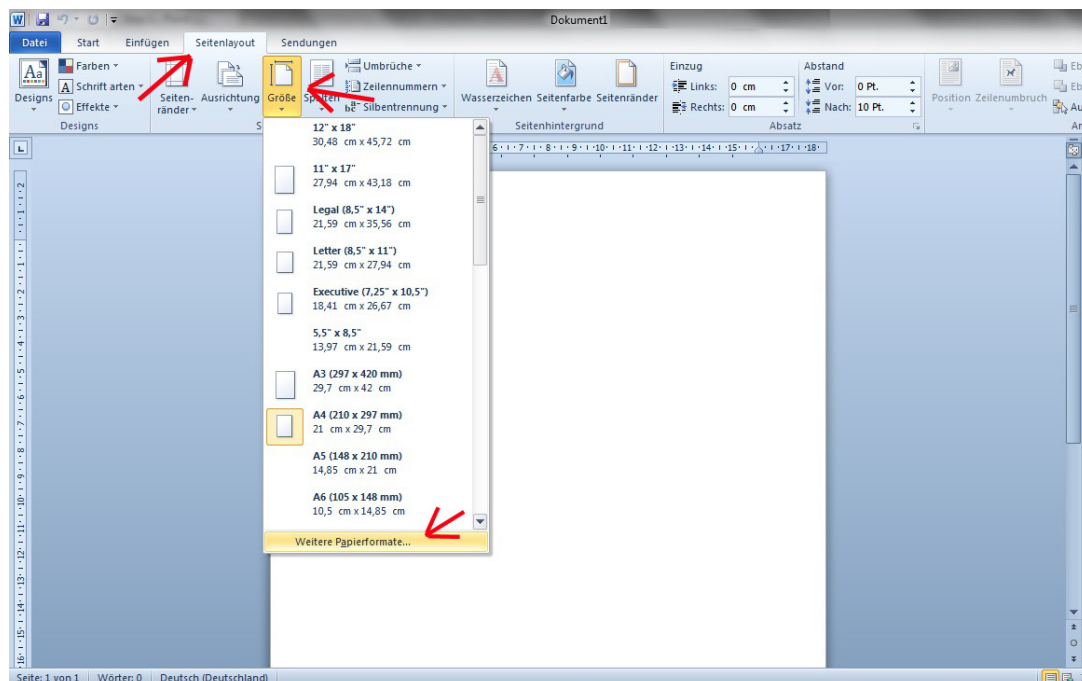 Dokument1
Datei Start Einfügen Seitenlayout Sendungen
Farben Umbrüche Einzug Abstand
Schriftarten Zeilennummern Links: 0 cm Vor: 0 Pt.
Designs Effekte Seiten- Ausrichtung Größe Spalten Silbentrennung Wasserzeichen Seitenfarbe Seitenränder Rechts: 0 cm Nach: 10 Pt. Position Zeilenumbruch
ränder
Designs S Seitenhintergrund Absatz
12" x 18"
30,48 cm x 45,72 cm
11" x 17"
27,94 cm x 43,18 cm
Legal (8,5" x 14")
21,59 cm x 35,56 cm
Letter (8,5" x 11")
21,59 cm x 27,94 cm
Executive (7,25" x 10,5")
18,41 cm x 26,67 cm
5,5" x 8,5"
13,97 cm x 21,59 cm
A3 (297 x 420 mm)
29,7 cm x 42 cm
A4 (210 x 297 mm)
21 cm x 29,7 cm
A5 (148 x 210 mm)
14,85 cm x 21 cm
A6 (105 x 148 mm)
10,5 cm x 14,85 cm
Weitere Papierformate...
Seite: 1 von 1 Wörter: 0 Deutsch (Deutschland)